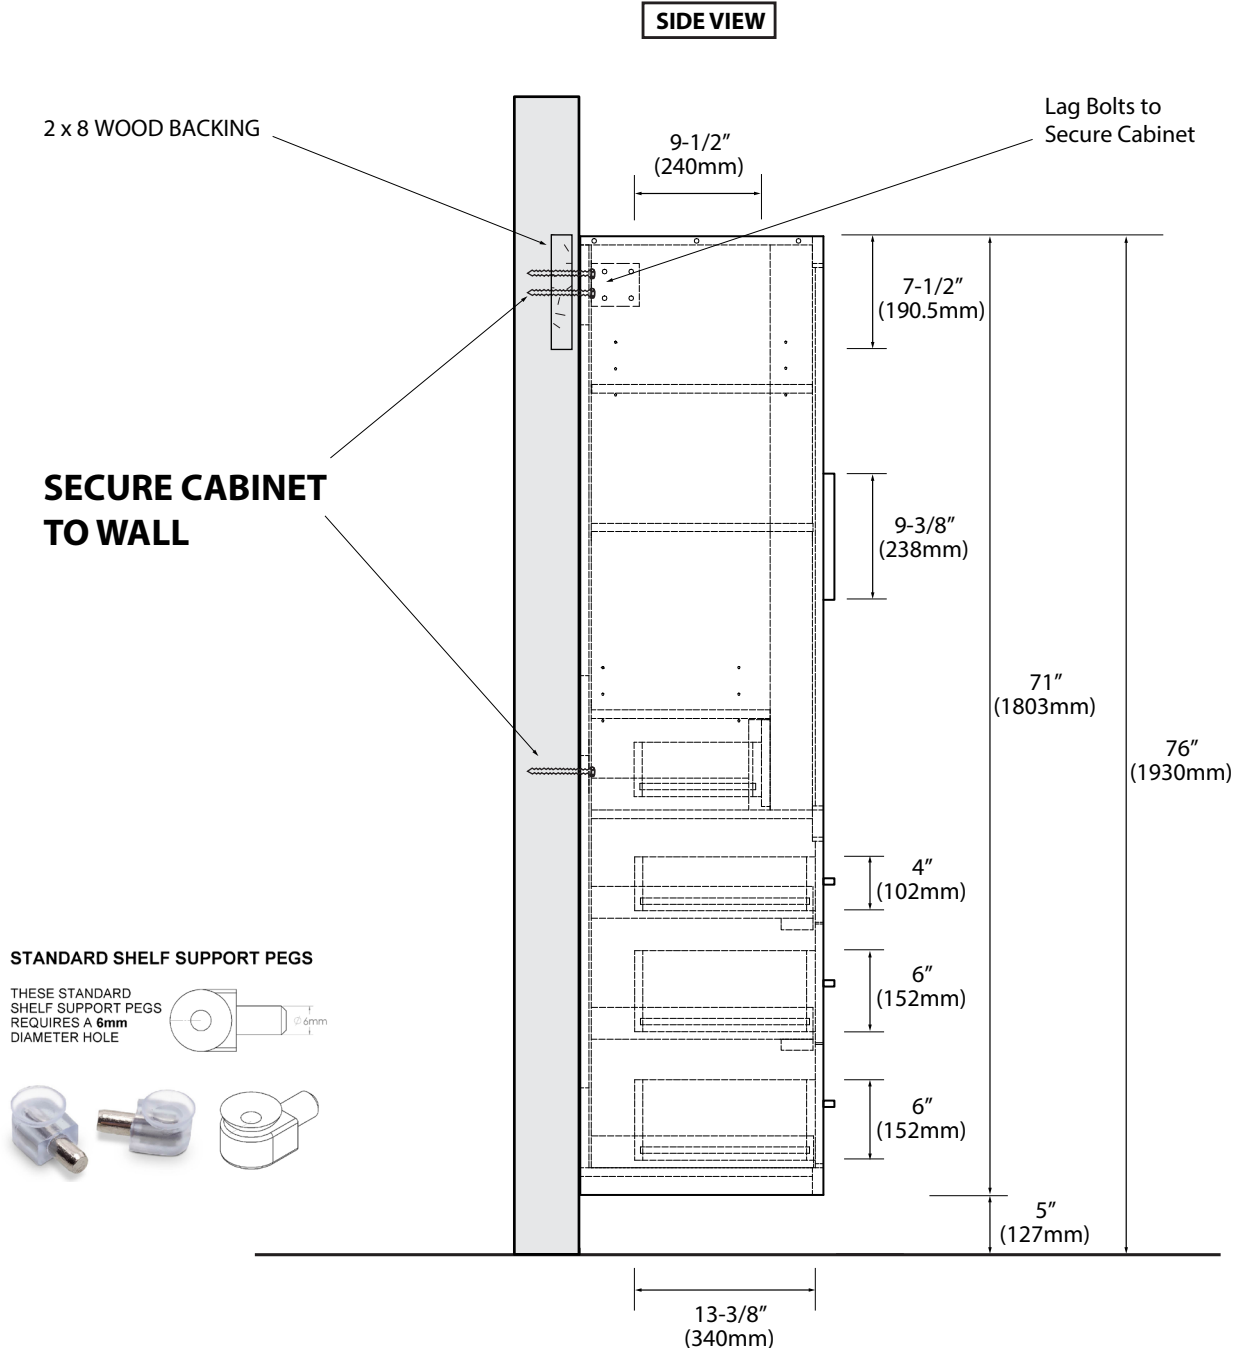 SIDE VIEW
2 x 8 WOOD BACKING
Lag Bolts to
Secure Cabinet
9-1/2”
(240mm)
7-1/2”
(190.5mm)
SECURE CABINET
TO WALL
9-3/8”
(238mm)
71”
(1803mm)
76”
(1930mm)
4”
(102mm)
6”
(152mm)
6”
(152mm)
5”
(127mm)
13-3/8”
(340mm)
STANDARD SHELF SUPPORT PEGS
THESE STANDARD
SHELF SUPPORT PEGS
REQUIRES A 6mm
DIAMETER HOLE
∅6mm